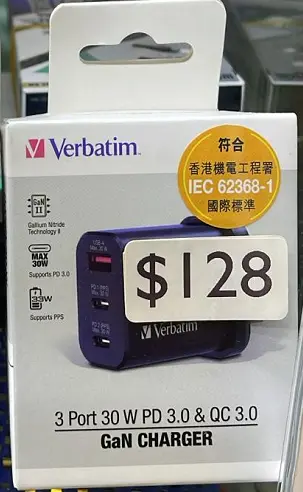 Verbatim
符合
香港機電工程署
IEC 62368-1
國際標準
GaN
II
Gallium Nitride
Technology II
MAX
30W
Supports PD 3.0
33W
Supports PPS
$128
Verbatim
3 Port 30 W PD 3.0 & QC 3.0
GaN CHARGER